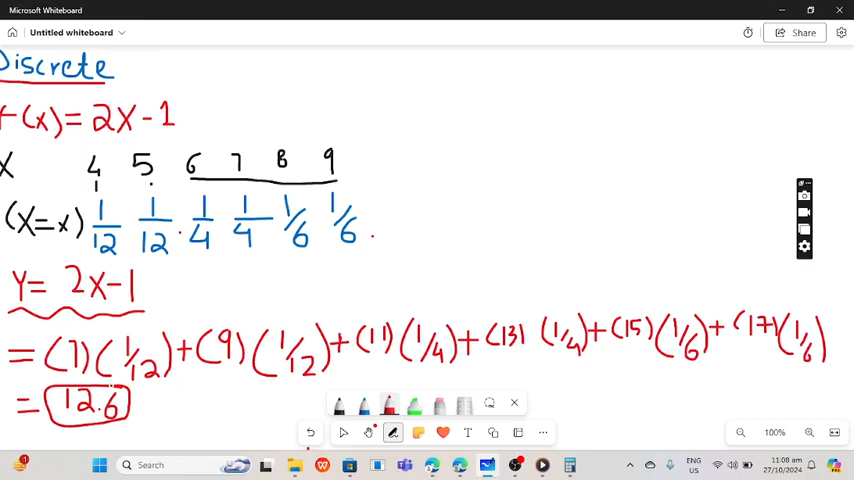 Microsoft Whiteboard
Untitled whiteboard
Share
Discrete
f(x) = 2X - 1
X 4 5 6 7 8 9
(X=x) 1/12 1/12 1/4 1/4 1/6 1/6
Y = 2X - 1
= (7)(1/12) + (9)(1/12) + (11)(1/4) + (13)(1/4) + (15)(1/6) + (17)(1/6)
= 12.6
100%
Search
ENG
US
11:08 am
27/10/2024